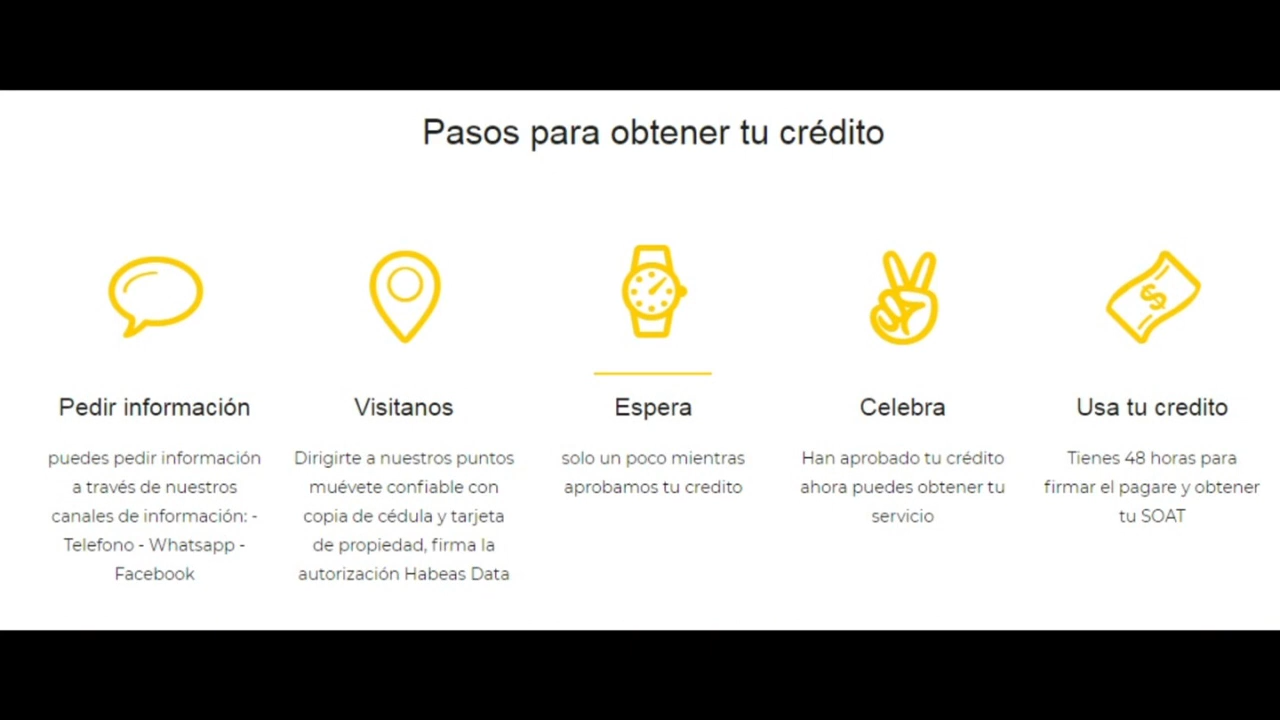 Pasos para obtener tu crédito
Pedir información
puedes pedir información
a través de nuestros
canales de información: -
Telefono - Whatsapp -
Facebook
Visitanos
Dirigirte a nuestros puntos
muévete confiable con
copia de cédula y tarjeta
de propiedad, firma la
autorización Habeas Data
Espera
solo un poco mientras
aprobamos tu credito
Celebra
Han aprobado tu crédito
ahora puedes obtener tu
servicio
Usa tu credito
Tienes 48 horas para
firmar el pagare y obtener
tu SOAT